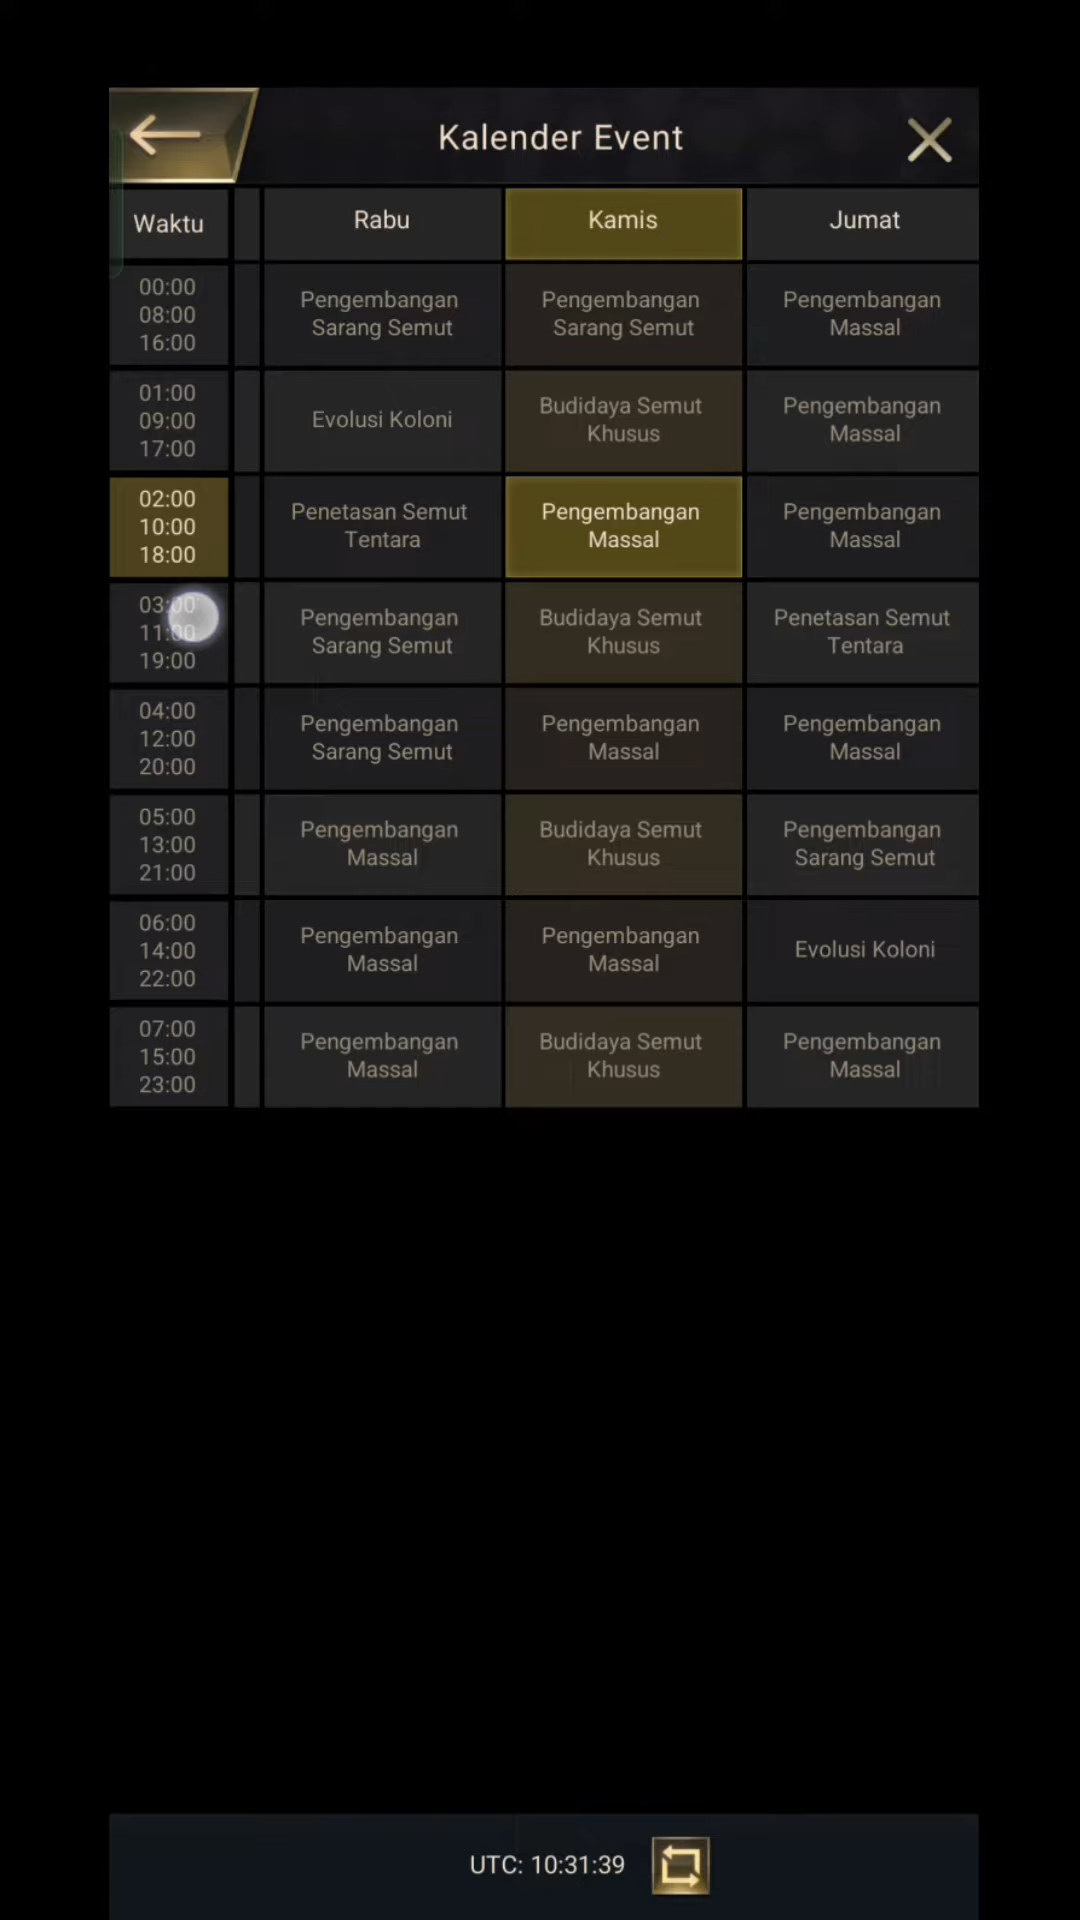 Kalender Event
Waktu
Rabu
Kamis
Jumat
00:00
08:00
16:00
Pengembangan
Sarang Semut
Pengembangan
Sarang Semut
Pengembangan
Massal
01:00
09:00
17:00
Evolusi Koloni
Budidaya Semut
Khusus
Pengembangan
Massal
02:00
10:00
18:00
Penetasan Semut
Tentara
Pengembangan
Massal
Pengembangan
Massal
03:00
11:00
19:00
Pengembangan
Sarang Semut
Budidaya Semut
Khusus
Penetasan Semut
Tentara
04:00
12:00
20:00
Pengembangan
Sarang Semut
Pengembangan
Massal
Pengembangan
Massal
05:00
13:00
21:00
Pengembangan
Massal
Budidaya Semut
Khusus
Pengembangan
Sarang Semut
06:00
14:00
22:00
Pengembangan
Massal
Pengembangan
Massal
Evolusi Koloni
07:00
15:00
23:00
Pengembangan
Massal
Budidaya Semut
Khusus
Pengembangan
Massal
UTC: 10:31:39